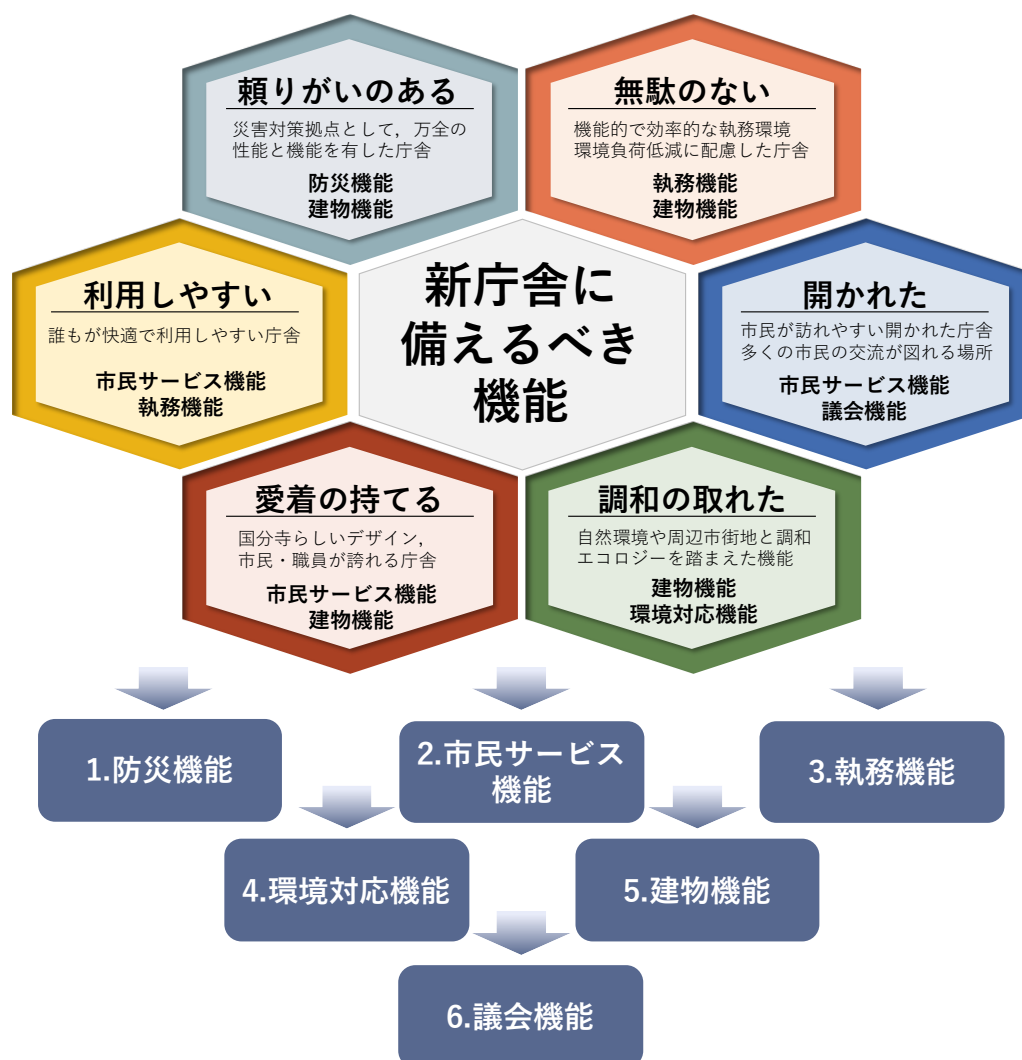 頼りがいのある
災害対策拠点として，万全の
性能と機能を有した庁舎
防災機能
建物機能
無駄のない
機能的で効率的な執務環境
環境負荷低減に配慮した庁舎
執務機能
建物機能
利用しやすい
誰もが快適で利用しやすい庁舎
市民サービス機能
執務機能
新庁舎に
備えるべき
機能
開かれた
市民が訪れやすい開かれた庁舎
多くの市民の交流が図れる場所
市民サービス機能
議会機能
愛着の持てる
国分寺らしいデザイン，
市民・職員が誇れる庁舎
市民サービス機能
建物機能
調和の取れた
自然環境や周辺市街地と調和
エコロジーを踏まえた機能
建物機能
環境対応機能
1.防災機能
2.市民サービス
機能
3.執務機能
4.環境対応機能
5.建物機能
6.議会機能